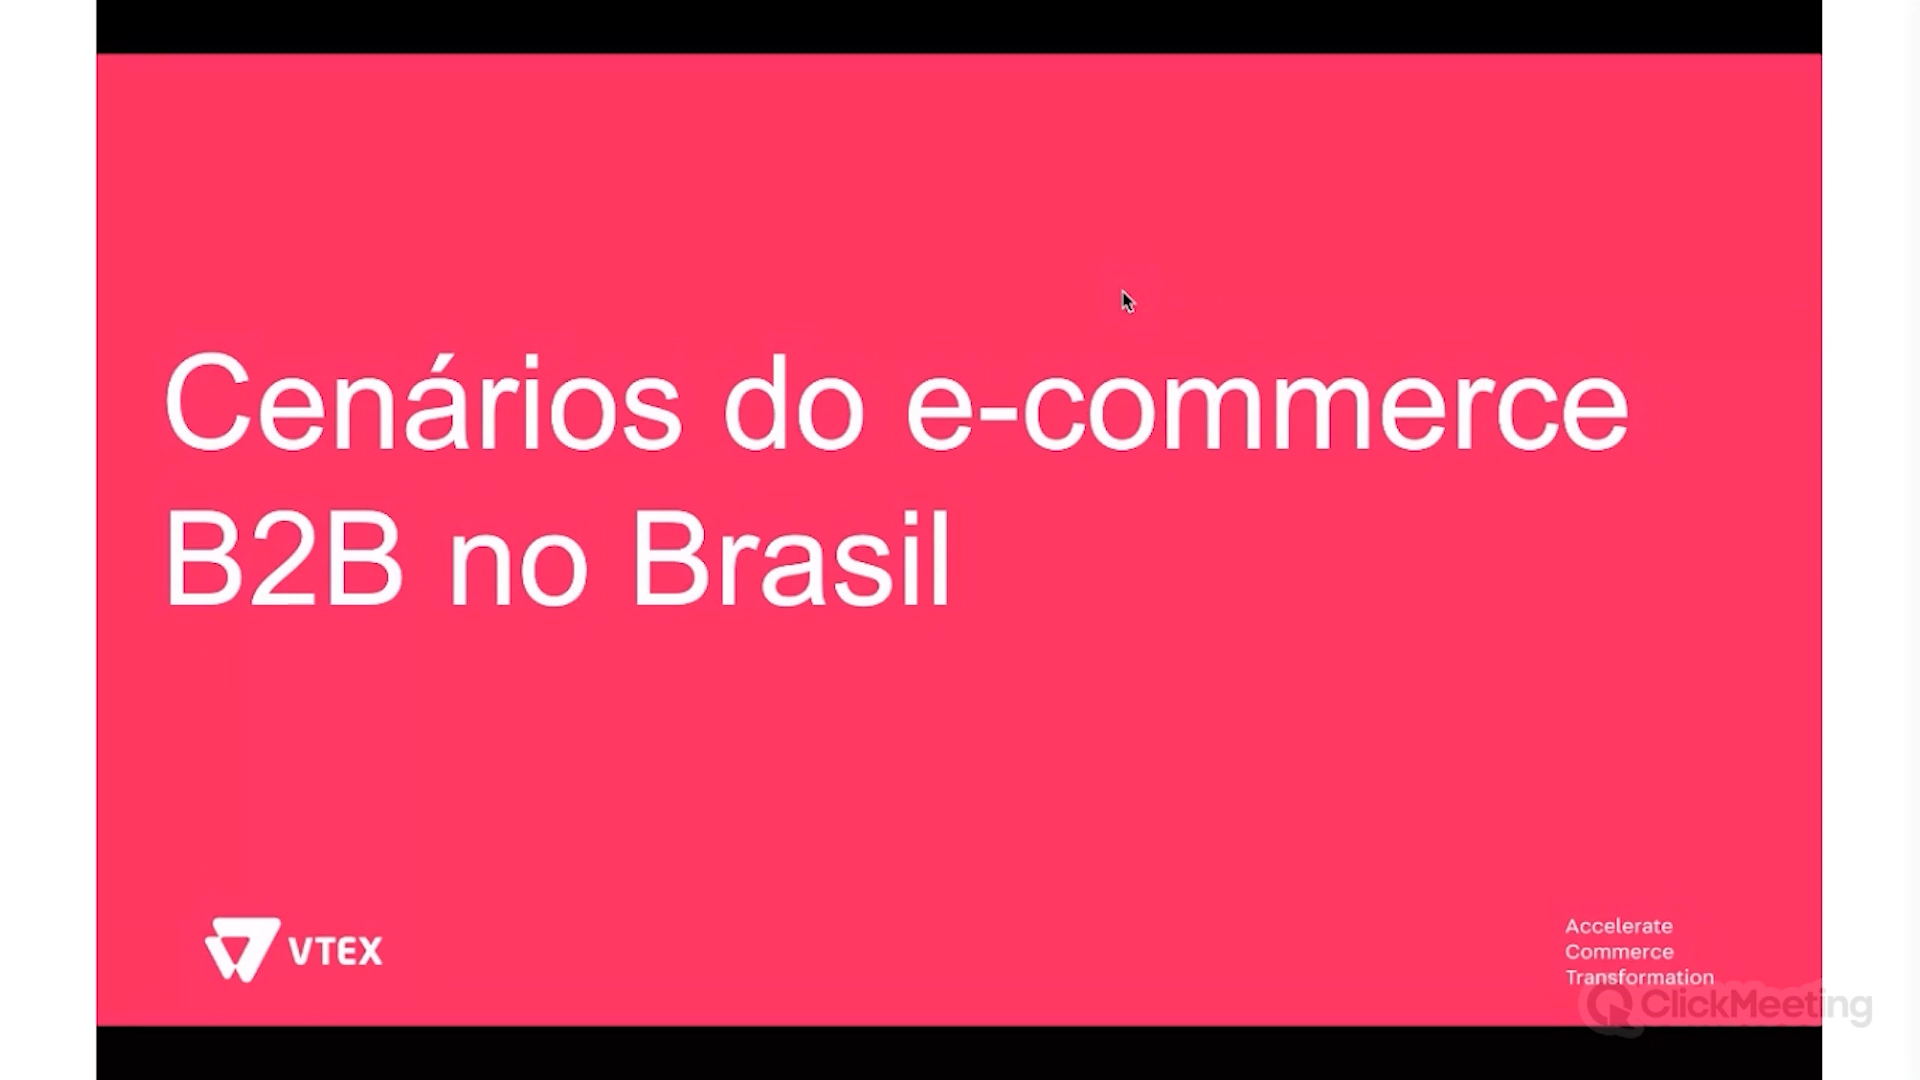 Cenários do e-commerce
B2B no Brasil
VTEX
Accelerate
Commerce
Transformation
ClickMeeting